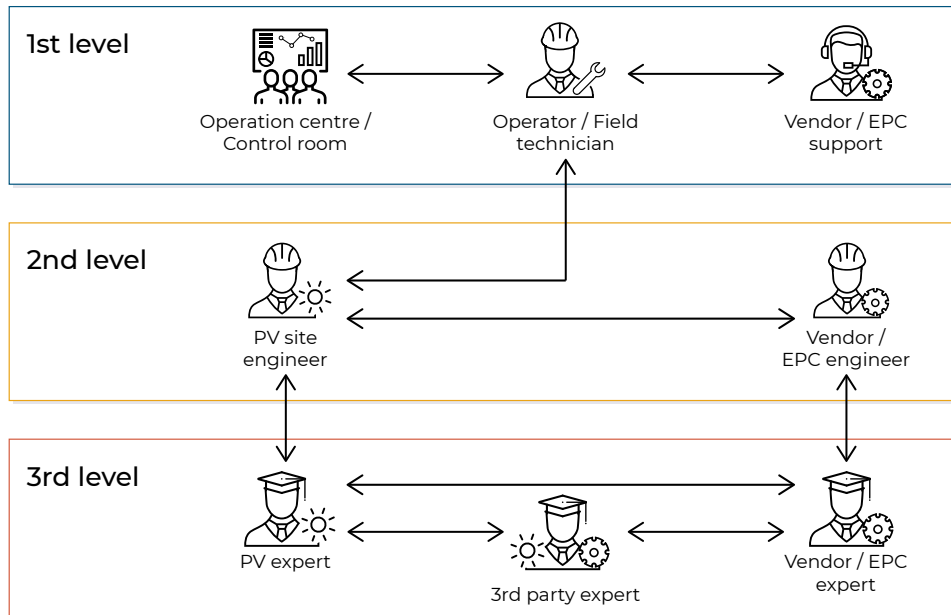 1st level
Operation centre /
Control room
Operator / Field
technician
Vendor / EPC
support
2nd level
PV site
engineer
Vendor /
EPC engineer
3rd level
PV expert
3rd party expert
Vendor / EPC
expert